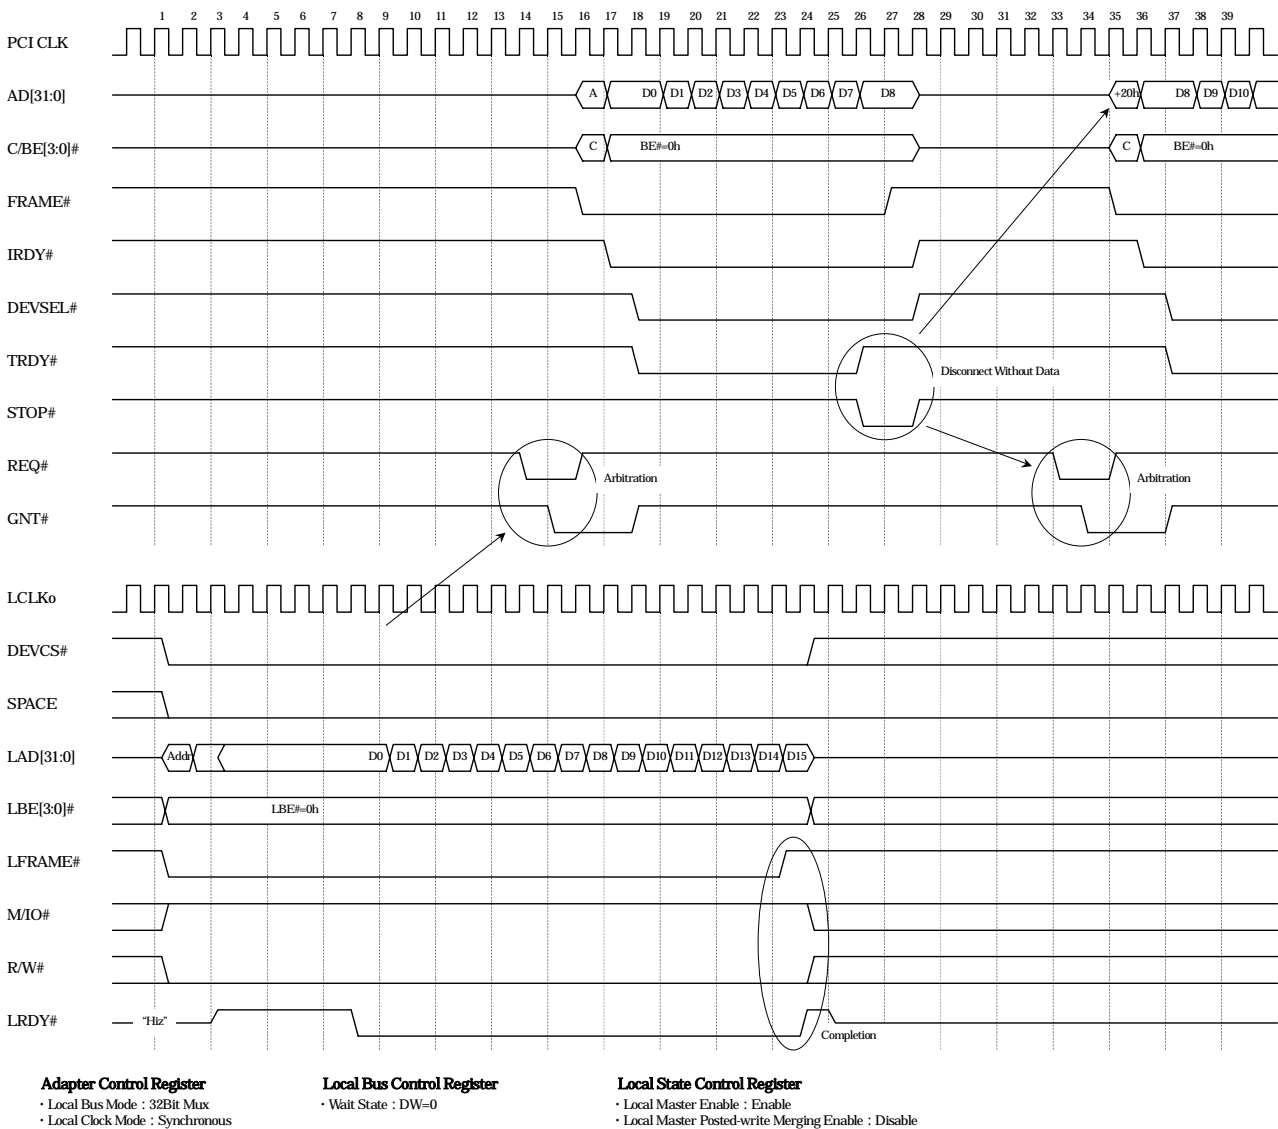 1 2 3 4 5 6 7 8 9 10 11 12 13 14 15 16 17 18 19 20 21 22 23 24 25 26 27 28 29 30 31 32 33 34 35 36 37 38 39
PCI CLK
AD[31:0] A D0 D1 D2 D3 D4 D5 D6 D7 D8 +20h D8 D9 D10
C/BE[3:0]# C BE#=0h C BE#=0h
FRAME#
IRDY#
DEVSEL#
TRDY#
Disconnect Without Data
STOP#
REQ#
Arbitration Arbitration
GNT#
LCLKo
DEVCS#
SPACE
LAD[31:0] Addr D0 D1 D2 D3 D4 D5 D6 D7 D8 D9 D10 D11 D12 D13 D14 D15
LBE[3:0]# LBE#=0h
LFRAME#
M/IO#
R/W#
LRDY# “Hiz”
Completion
Adapter Control Register
・Local Bus Mode：32Bit Mux
・Local Clock Mode：Synchronous
Local Bus Control Register
・Wait State：DW=0
Local State Control Register
・Local Master Enable：Enable
・Local Master Posted-write Merging Enable：Disable